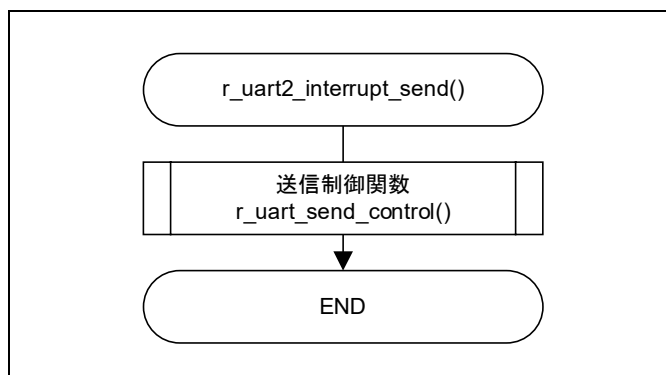 r_uart2_interrupt_send()
送信制御関数
r_uart_send_control()
END